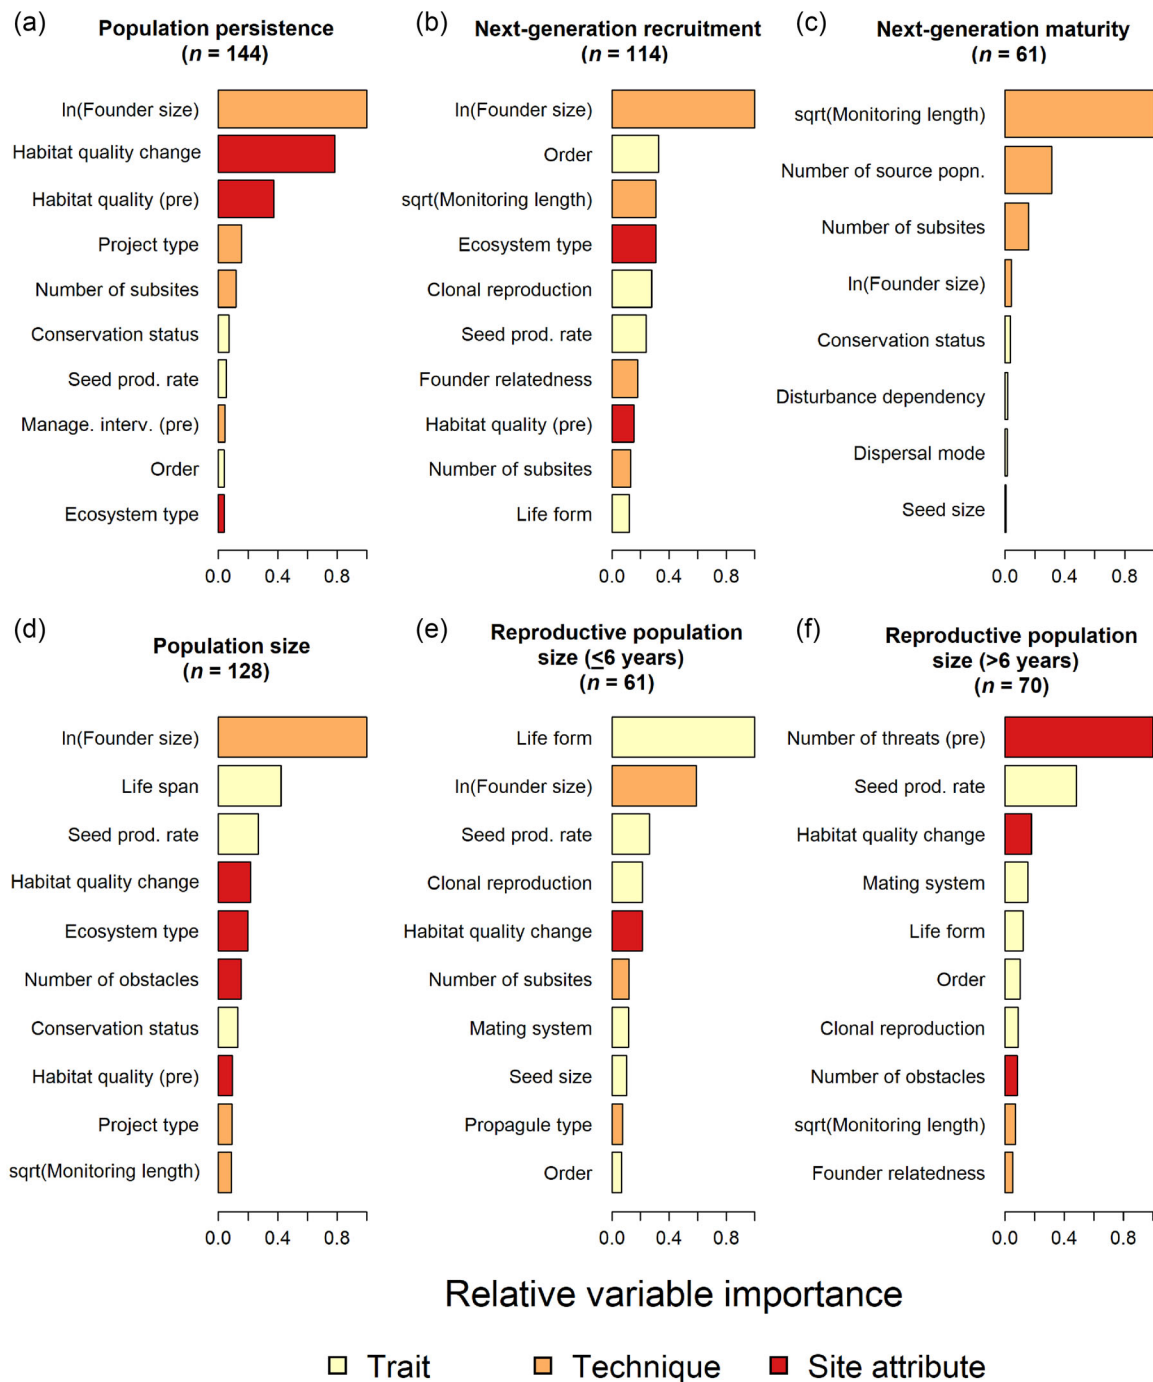 (a)
Population persistence
(n = 144)
ln(Founder size)
Habitat quality change
Habitat quality (pre)
Project type
Number of subsites
Conservation status
Seed prod. rate
Manage. interv. (pre)
Order
Ecosystem type
0.0 0.4 0.8
(b)
Next-generation recruitment
(n = 114)
ln(Founder size)
Order
sqrt(Monitoring length)
Ecosystem type
Clonal reproduction
Seed prod. rate
Founder relatedness
Habitat quality (pre)
Number of subsites
Life form
0.0 0.4 0.8
(c)
Next-generation maturity
(n = 61)
sqrt(Monitoring length)
Number of source popn.
Number of subsites
ln(Founder size)
Conservation status
Disturbance dependency
Dispersal mode
Seed size
0.0 0.4 0.8
(d)
Population size
(n = 128)
ln(Founder size)
Life span
Seed prod. rate
Habitat quality change
Ecosystem type
Number of obstacles
Conservation status
Habitat quality (pre)
Project type
sqrt(Monitoring length)
0.0 0.4 0.8
(e)
Reproductive population
size (≤6 years)
(n = 61)
Life form
ln(Founder size)
Seed prod. rate
Clonal reproduction
Habitat quality change
Number of subsites
Mating system
Seed size
Propagule type
Order
0.0 0.4 0.8
(f)
Reproductive population
size (>6 years)
(n = 70)
Number of threats (pre)
Seed prod. rate
Habitat quality change
Mating system
Life form
Order
Clonal reproduction
Number of obstacles
sqrt(Monitoring length)
Founder relatedness
0.0 0.4 0.8
Relative variable importance
Trait Technique Site attribute